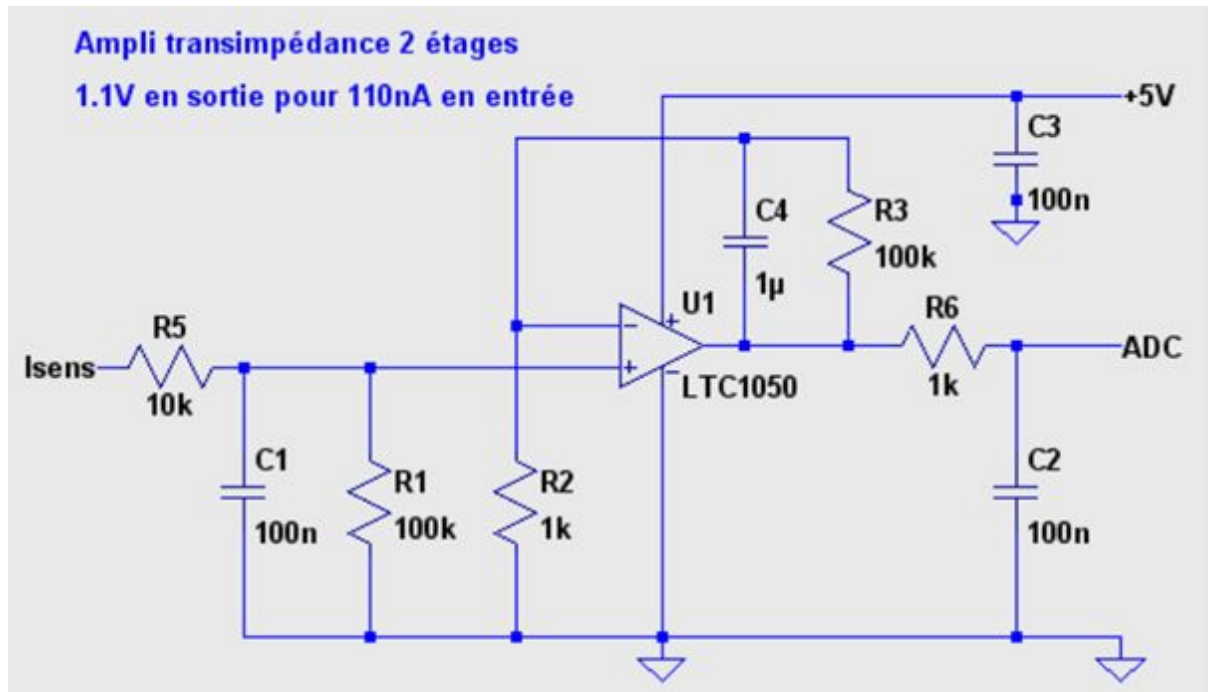 Ampli transimpédance 2 étages
1.1V en sortie pour 110nA en entrée
+5V
C3
100n
C4
1µ
R3
100k
U1
+
-
+
-
LTC1050
R5
10k
Isens
R6
1k
ADC
C1
100n
R1
100k
R2
1k
C2
100n